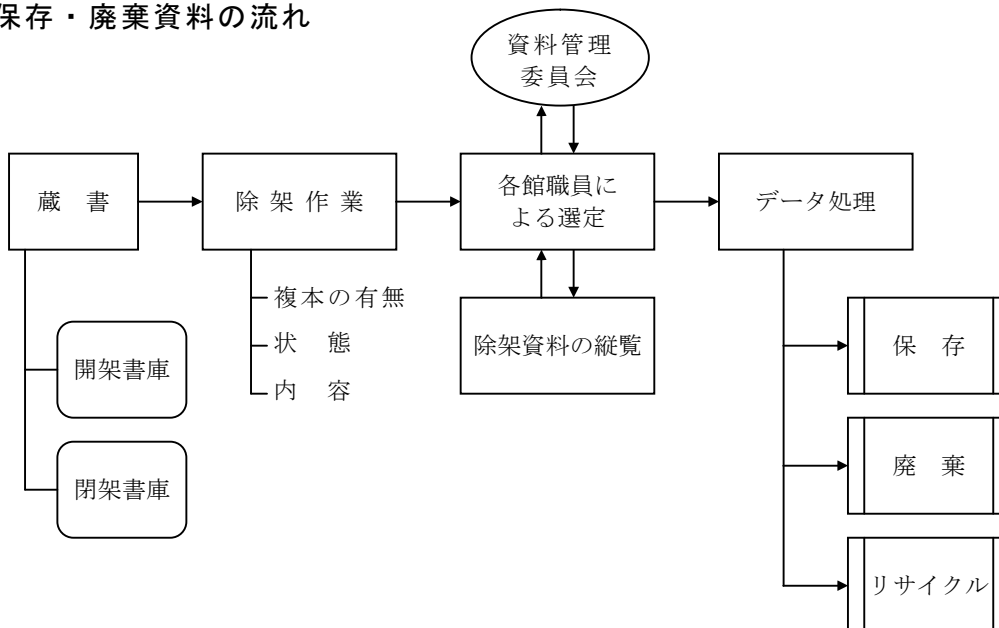 保存・廃棄資料の流れ
資料管理
委員会
蔵　書
除 架 作 業
各館職員に
よる選定
データ処理
複本の有無
状　態
内　容
除架資料の縦覧
開架書庫
閉架書庫
保　存
廃　棄
リサイクル